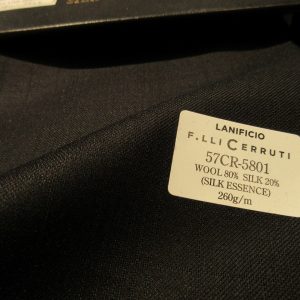 LANIFICIO
F.LLI CERRUTI
57CR-5801
WOOL 80% SILK 20%
(SILK ESSENCE)
260g/m